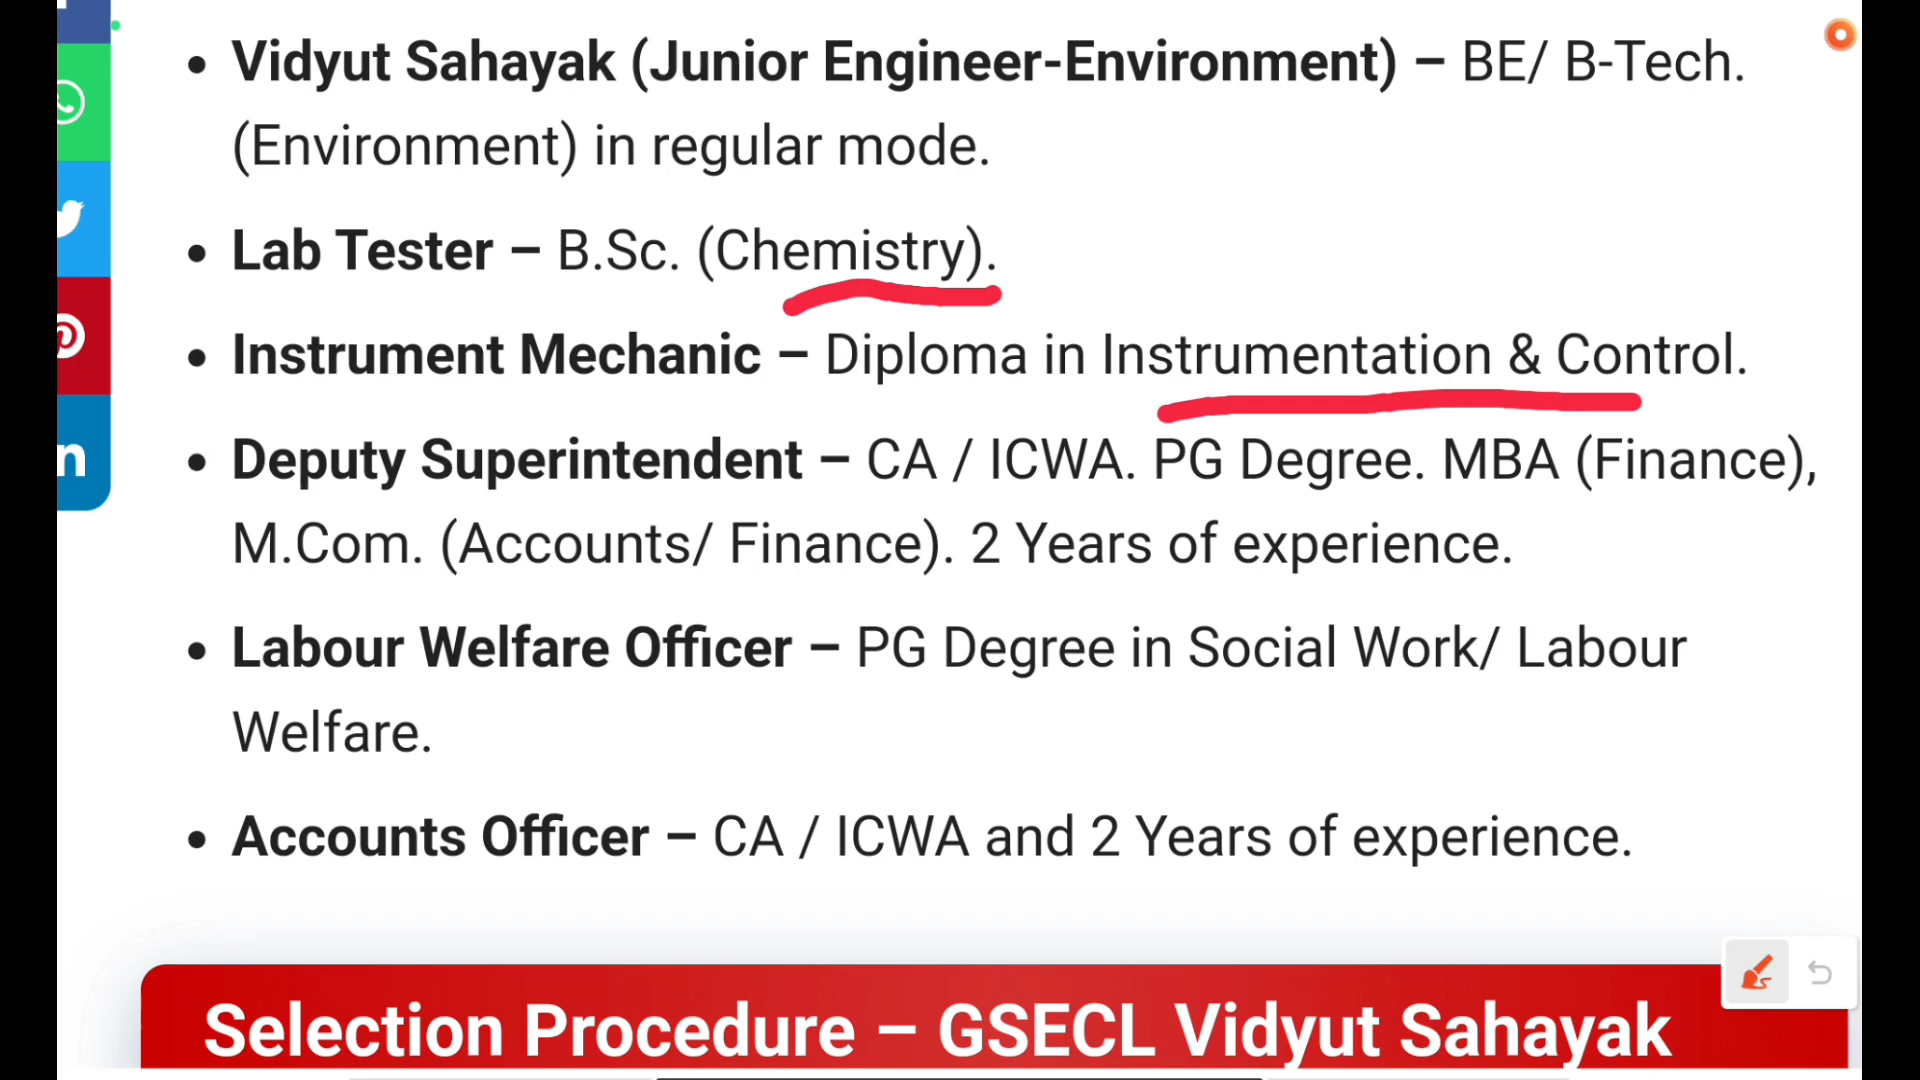 Vidyut Sahayak (Junior Engineer-Environment) – BE/ B-Tech.
(Environment) in regular mode.
Lab Tester – B.Sc. (Chemistry).
Instrument Mechanic – Diploma in Instrumentation & Control.
Deputy Superintendent – CA / ICWA. PG Degree. MBA (Finance),
M.Com. (Accounts/ Finance). 2 Years of experience.
Labour Welfare Officer – PG Degree in Social Work/ Labour
Welfare.
Accounts Officer – CA / ICWA and 2 Years of experience.
Selection Procedure – GSECL Vidyut Sahayak